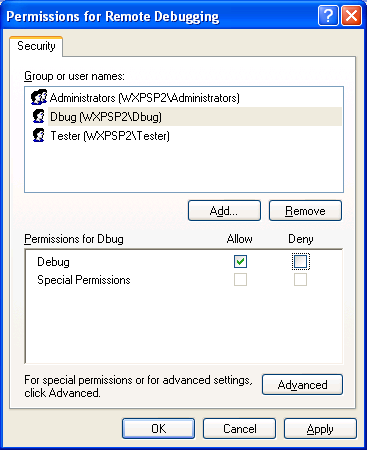 Permissions for Remote Debugging
Security
Group or user names:
Administrators (WXPSP2\Administrators)
Dbug (WXPSP2\Dbug)
Tester (WXPSP2\Tester)
Add... Remove
Permissions for Dbug Allow Deny
Debug
Special Permissions
For special permissions or for advanced settings,
click Advanced.
Advanced
OK Cancel Apply